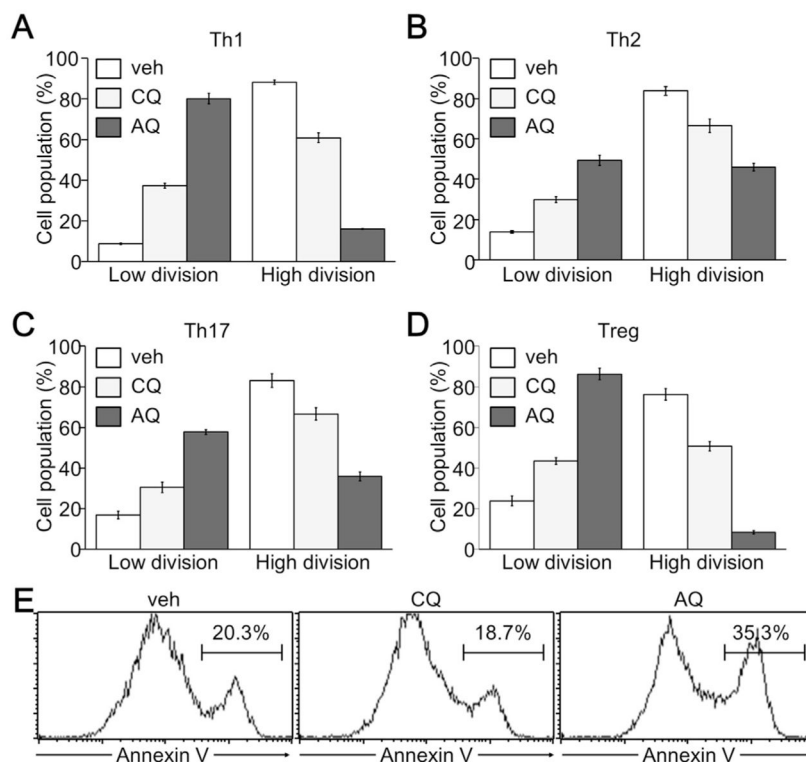 A
Th1
Cell population (%)
100
80
60
40
20
0
veh
CQ
AQ
Low division
High division
B
Th2
Cell population (%)
100
80
60
40
20
0
veh
CQ
AQ
Low division
High division
C
Th17
Cell population (%)
100
80
60
40
20
0
veh
CQ
AQ
Low division
High division
D
Treg
Cell population (%)
100
80
60
40
20
0
veh
CQ
AQ
Low division
High division
E
veh
20.3%
Annexin V
CQ
18.7%
Annexin V
AQ
35.3%
Annexin V